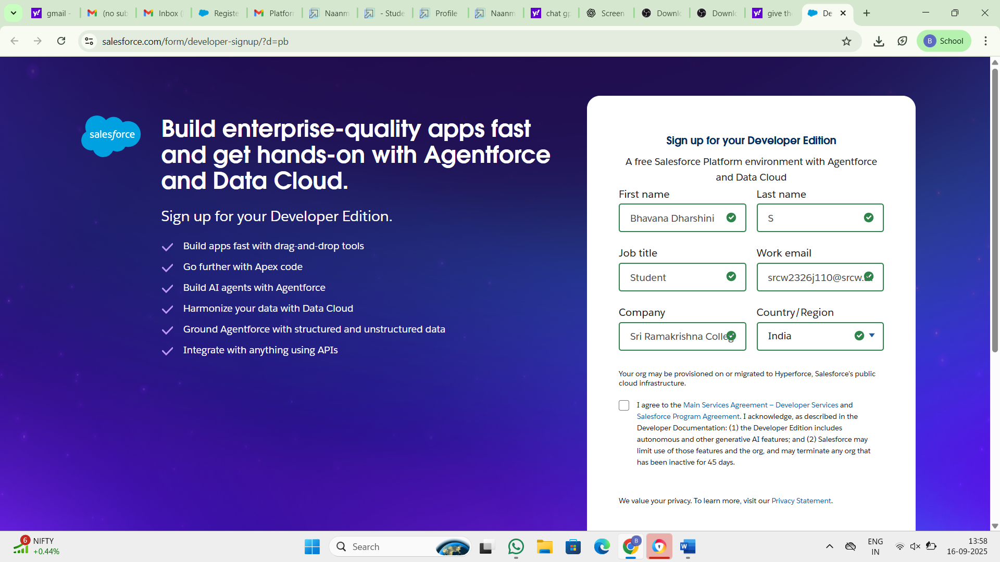 gmail -
(no sub
Inbox (
Registe
Platfor
Naanm
- Stude
Profile
Naanm
chat gp
Screen
Downlo
Downlo
give the
De
salesforce.com/form/developer-signup/?d=pb
B School
salesforce
Build enterprise-quality apps fast
and get hands-on with Agentforce
and Data Cloud.
Sign up for your Developer Edition.
Build apps fast with drag-and-drop tools
Go further with Apex code
Build AI agents with Agentforce
Harmonize your data with Data Cloud
Ground Agentforce with structured and unstructured data
Integrate with anything using APIs
Sign up for your Developer Edition
A free Salesforce Platform environment with Agentforce
and Data Cloud
First name Last name
Bhavana Dharshini S
Job title Work email
Student srcw2326j110@srcw.
Company Country/Region
Sri Ramakrishna Colleg India
Your org may be provisioned on or migrated to Hyperforce, Salesforce's public
cloud infrastructure.
I agree to the Main Services Agreement – Developer Services and
Salesforce Program Agreement. I acknowledge, as described in the
Developer Documentation: (1) the Developer Edition includes
autonomous and other generative AI features; and (2) Salesforce may
limit use of those features and the org, and may terminate any org that
has been inactive for 45 days.
We value your privacy. To learn more, visit our Privacy Statement.
6 NIFTY
+0.44%
Search
ENG
IN
13:58
16-09-2025